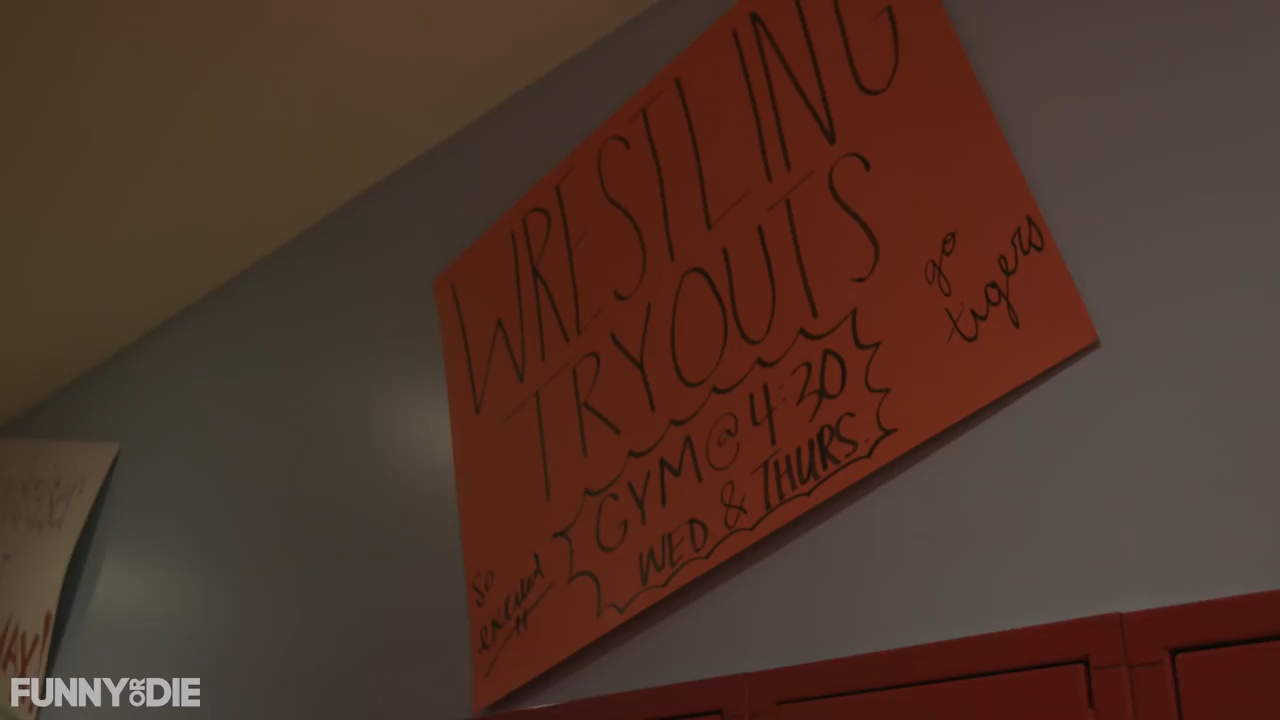 WRESTLING
TRYOUTS
GYM @ 4:30
WED & THURS.
go
tigers
So
excited
FUNNY OR DIE